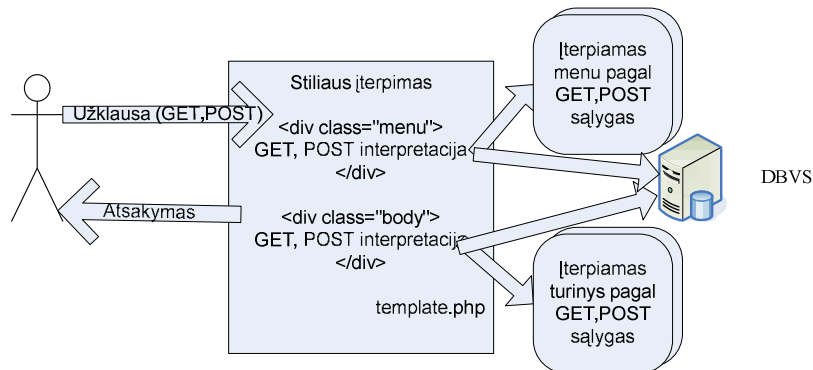 Užklausa (GET,POST)
Atsakymas
Stiliaus įterpimas
<div class="menu">
GET, POST interpretacija
</div>
<div class="body">
GET, POST interpretacija
</div>
template.php
Įterpiamas
menu pagal
GET,POST
sąlygas
DBVS
Įterpiamas
turinys pagal
GET,POST
sąlygas